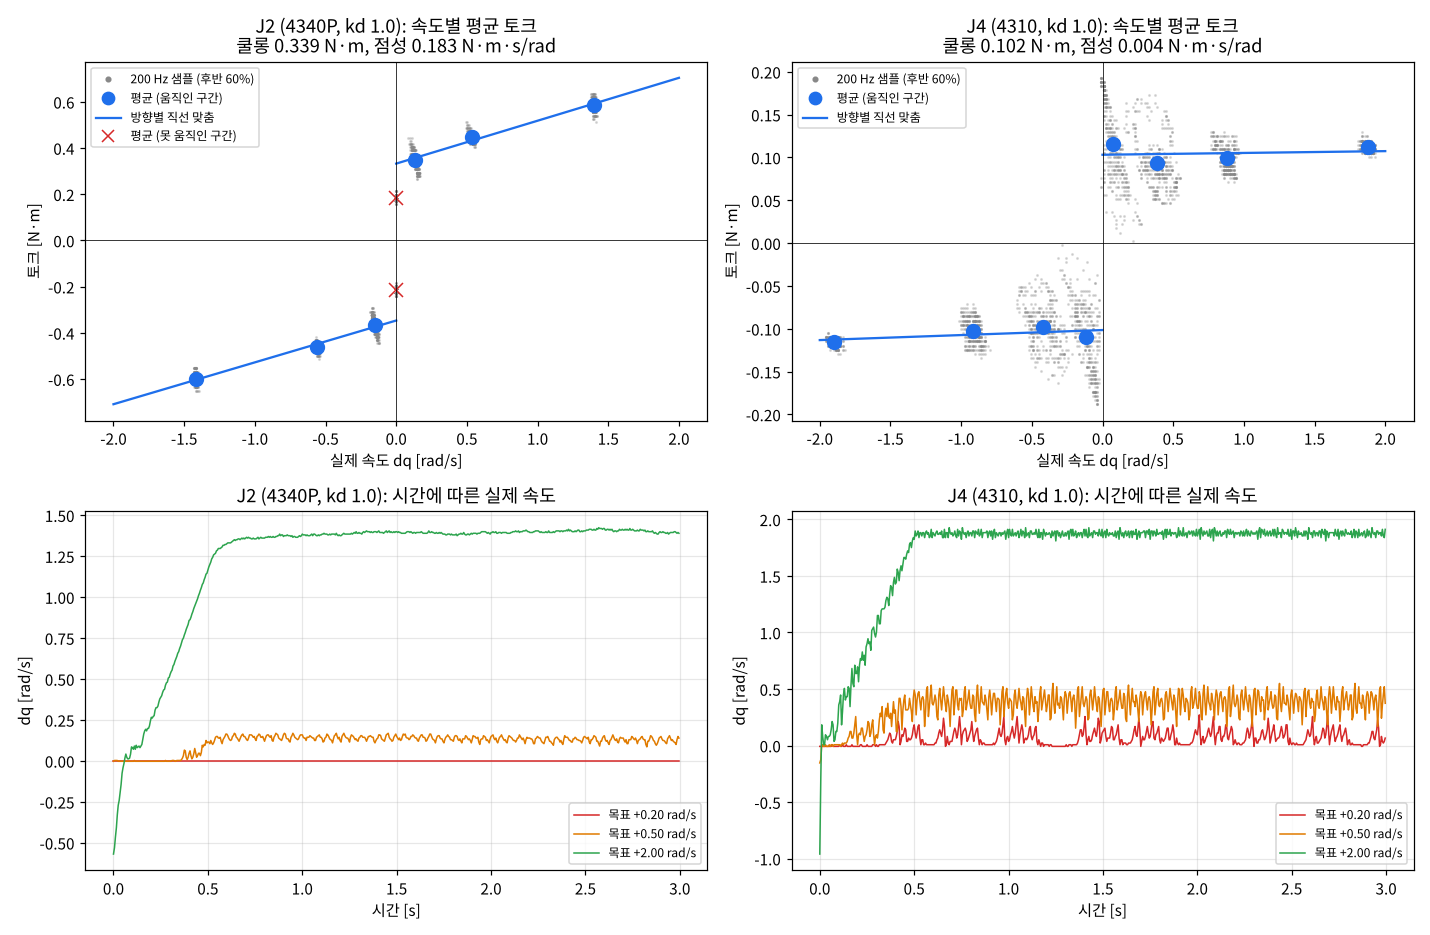 J2 (4340P, kd 1.0): 속도별 평균 토크
쿨롱 0.339 N·m, 점성 0.183 N·m·s/rad
200 Hz 샘플 (후반 60%)
평균 (움직인 구간)
방향별 직선 맞춤
평균 (못 움직인 구간)
토크 [N·m]
0.6
0.4
0.2
0.0
-0.2
-0.4
-0.6
-2.0 -1.5 -1.0 -0.5 0.0 0.5 1.0 1.5 2.0
실제 속도 dq [rad/s]
J4 (4310, kd 1.0): 속도별 평균 토크
쿨롱 0.102 N·m, 점성 0.004 N·m·s/rad
200 Hz 샘플 (후반 60%)
평균 (움직인 구간)
방향별 직선 맞춤
토크 [N·m]
0.20
0.15
0.10
0.05
0.00
-0.05
-0.10
-0.15
-0.20
-2.0 -1.5 -1.0 -0.5 0.0 0.5 1.0 1.5 2.0
실제 속도 dq [rad/s]
J2 (4340P, kd 1.0): 시간에 따른 실제 속도
dq [rad/s]
1.50
1.25
1.00
0.75
0.50
0.25
0.00
-0.25
-0.50
목표 +0.20 rad/s
목표 +0.50 rad/s
목표 +2.00 rad/s
0.0 0.5 1.0 1.5 2.0 2.5 3.0
시간 [s]
J4 (4310, kd 1.0): 시간에 따른 실제 속도
dq [rad/s]
2.0
1.5
1.0
0.5
0.0
-0.5
-1.0
목표 +0.20 rad/s
목표 +0.50 rad/s
목표 +2.00 rad/s
0.0 0.5 1.0 1.5 2.0 2.5 3.0
시간 [s]